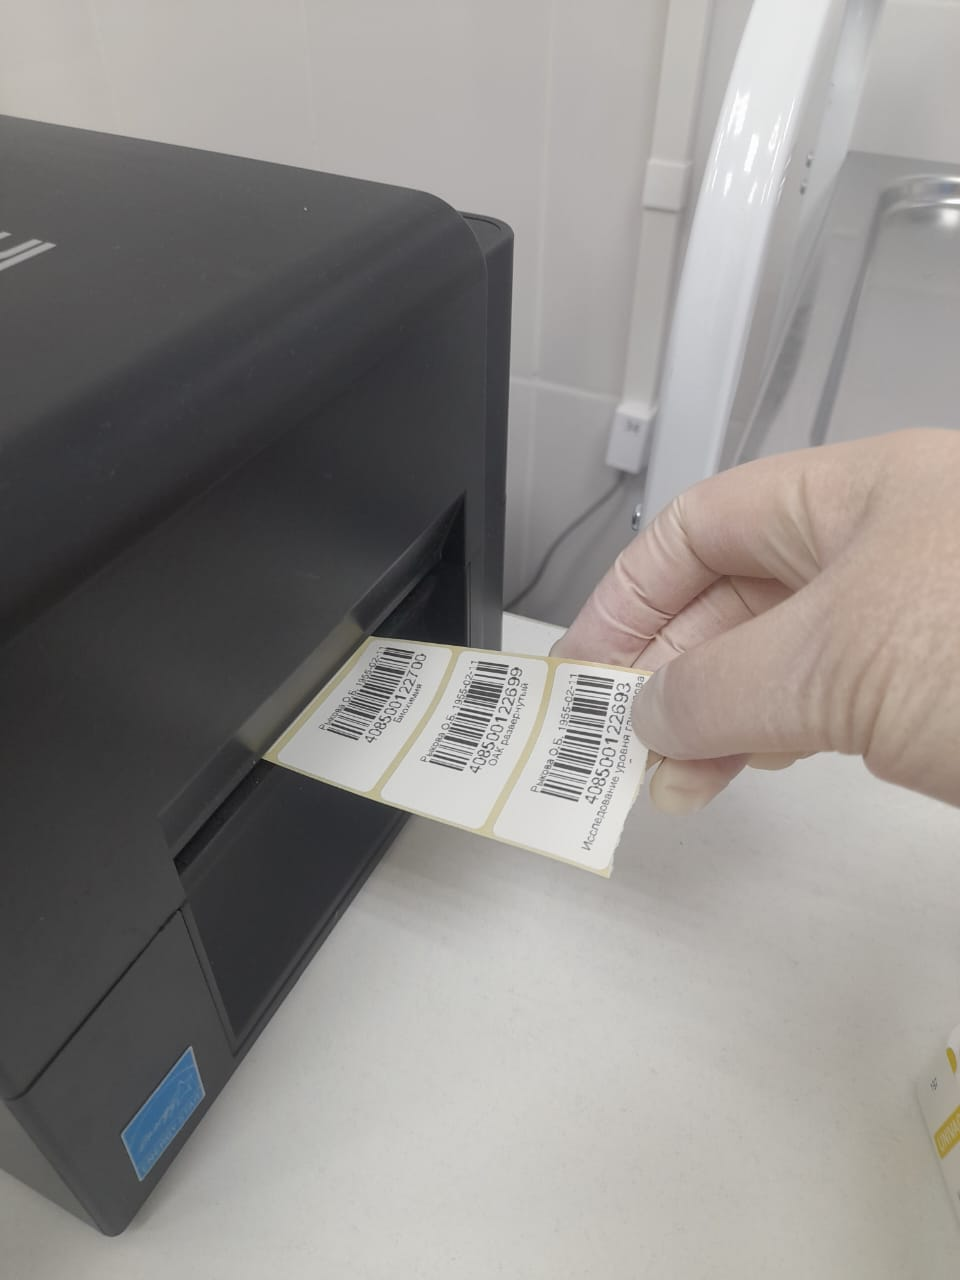 Рыкова О.Б. 1955-02-11
408500122700
Биохимия
Рыкова О.Б. 1955-02-11
408500122699
ОАК развернутый
Рыкова О.Б. 1955-02-11
408500122693
Исследование уровня